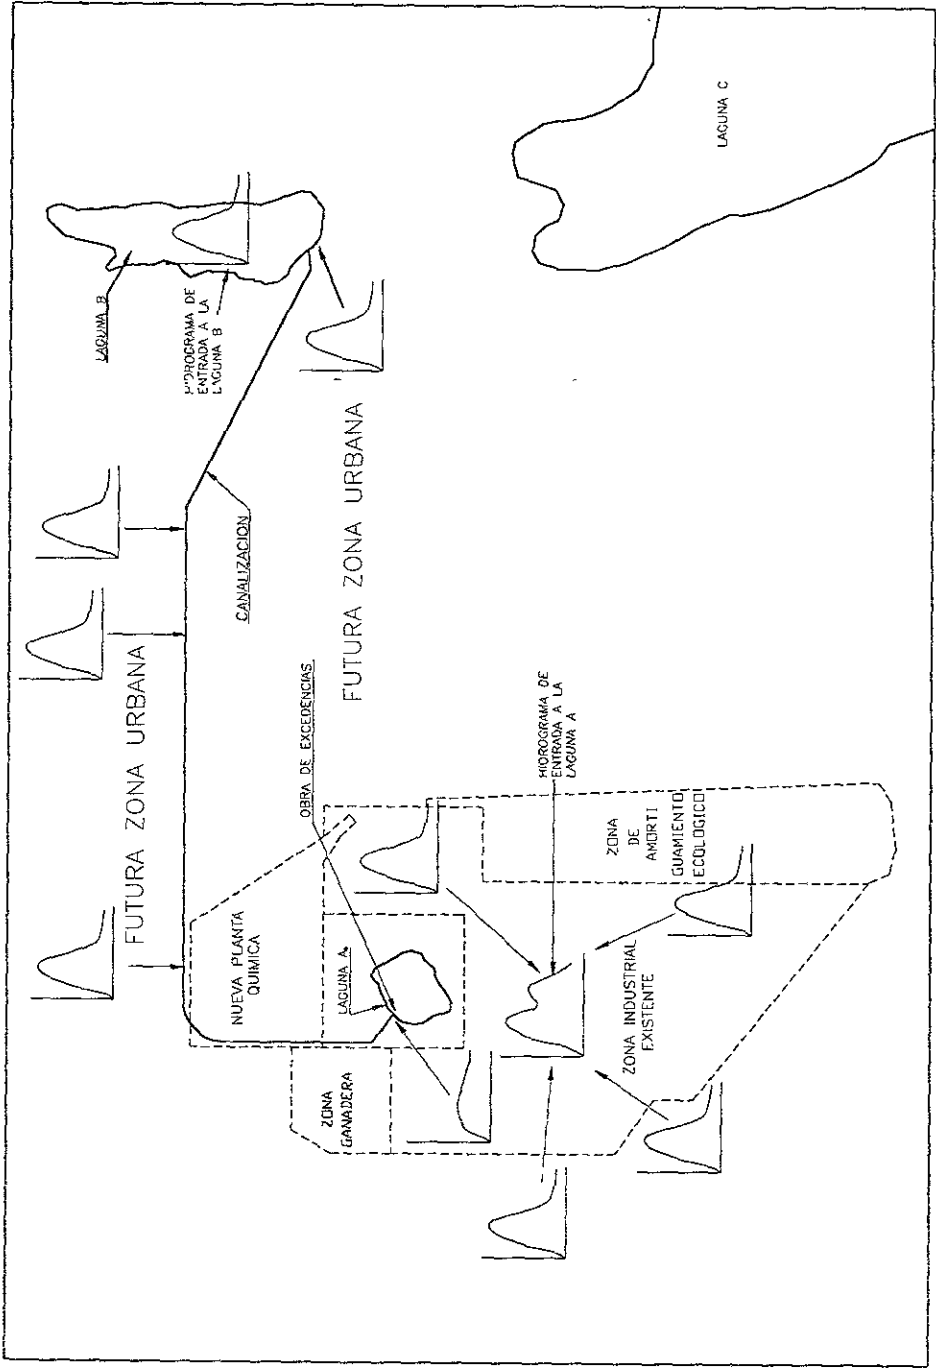 LAGUNA C
LAGUNA B
HIDROGRAMA DE
ENTRADA A LA
LAGUNA B
CANALIZACION
FUTURA ZONA URBANA
FUTURA ZONA URBANA
OBRA DE EXCEDENCIAS
HIDROGRAMA DE
ENTRADA A LA
LAGUNA A
ZONA
DE
AMORTI
GUAMIENTO
ECOLOGICO
NUEVA PLANTA
QUIMICA
LAGUNA A
ZONA INDUSTRIAL
EXISTENTE
ZONA
GANADERA